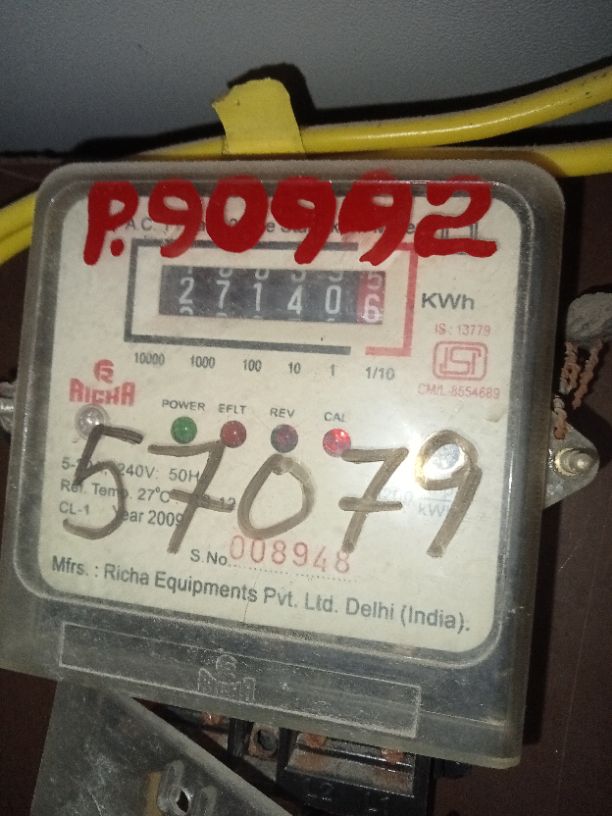 P.90992
A.C.
271406
KWh
10000 1000 100 10 1 1/10
IS : 13779
ISI
CM/L-8554689
RICHA
POWER EFLT REV CAL
57079
240V: 50H
Ref. Temp. 27°C
CL-1 Year 2009
S.No. 008948
Mfrs. : Richa Equipments Pvt. Ltd. Delhi (India).
RICHA